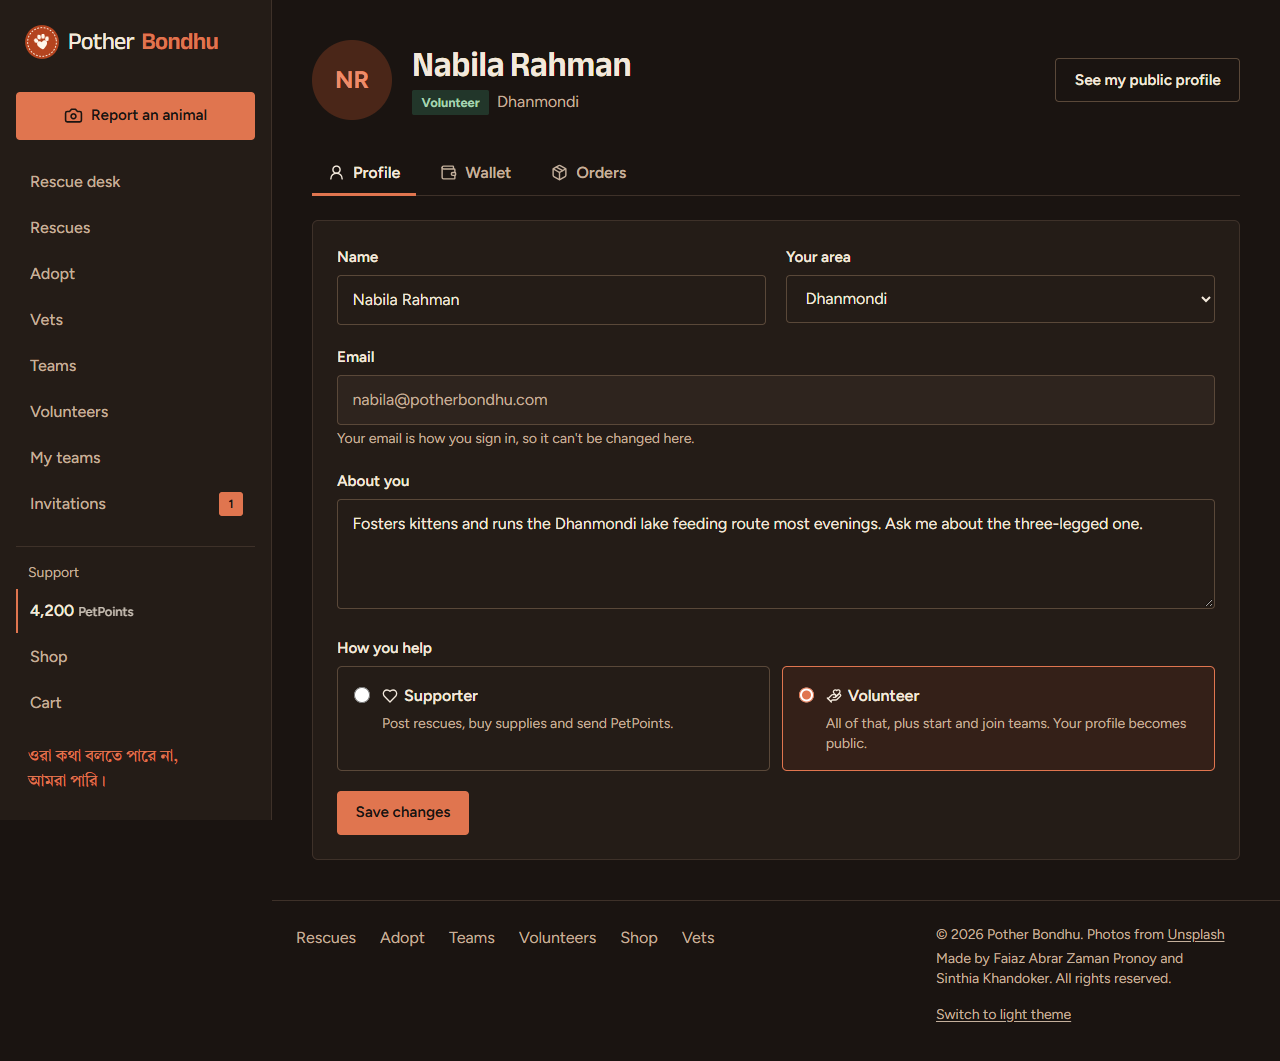 Pother Bondhu
Report an animal
Rescue desk
Rescues
Adopt
Vets
Teams
Volunteers
My teams
Invitations 1
Support
4,200 PetPoints
Shop
Cart
ওরা কথা বলতে পারে না,
আমরা পারি।
NR
Nabila Rahman
Volunteer Dhanmondi
See my public profile
Profile Wallet Orders
Name
Nabila Rahman
Your area
Dhanmondi
Email
nabila@potherbondhu.com
Your email is how you sign in, so it can't be changed here.
About you
Fosters kittens and runs the Dhanmondi lake feeding route most evenings. Ask me about the three-legged one.
How you help
Supporter
Post rescues, buy supplies and send PetPoints.
Volunteer
All of that, plus start and join teams. Your profile becomes
public.
Save changes
Rescues Adopt Teams Volunteers Shop Vets
© 2026 Pother Bondhu. Photos from Unsplash
Made by Faiaz Abrar Zaman Pronoy and
Sinthia Khandoker. All rights reserved.
Switch to light theme